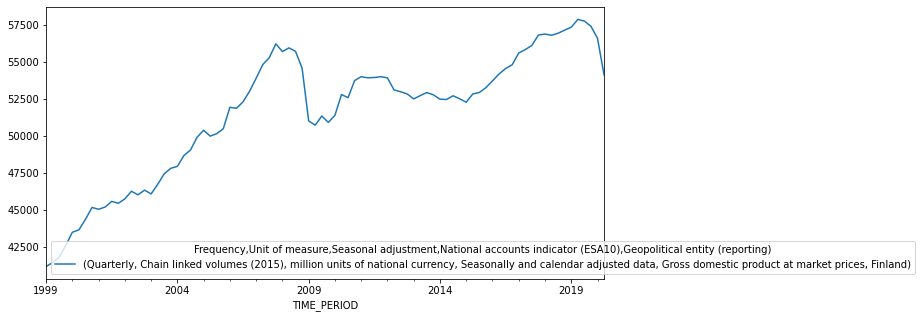 57500
55000
52500
50000
47500
45000
42500
Frequency,Unit of measure,Seasonal adjustment,National accounts indicator (ESA10),Geopolitical entity (reporting)
(Quarterly, Chain linked volumes (2015), million units of national currency, Seasonally and calendar adjusted data, Gross domestic product at market prices, Finland)
1999 2004 2009 2014 2019
TIME_PERIOD